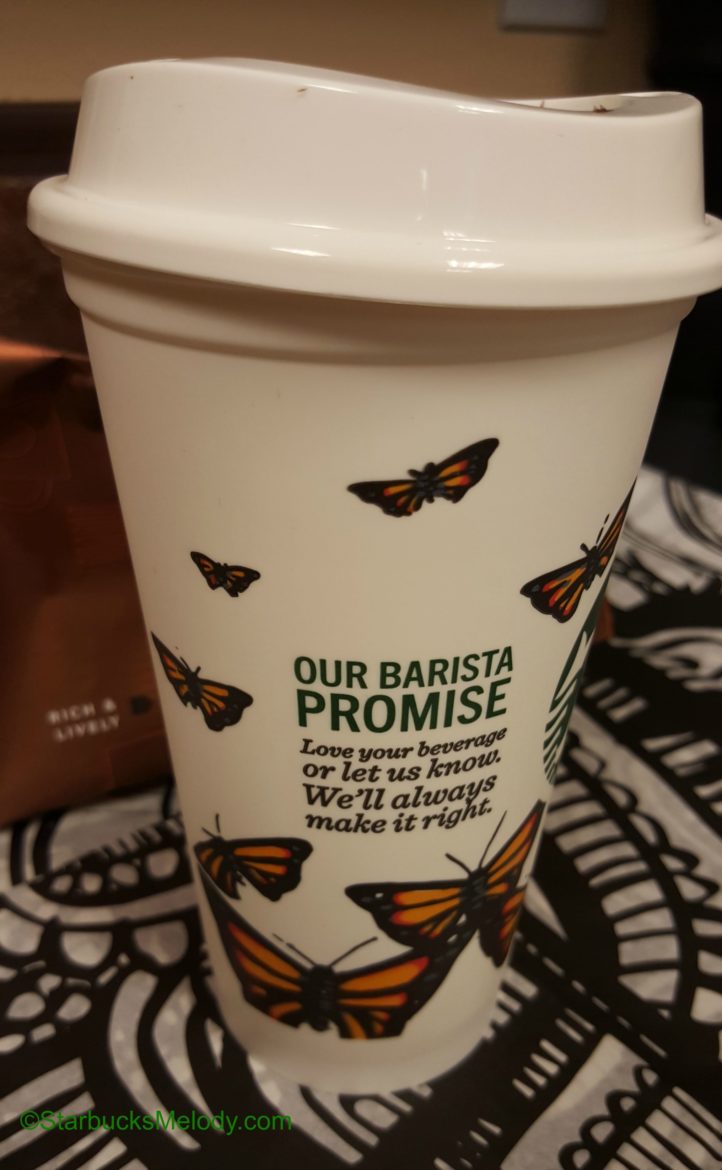 OUR BARISTA
PROMISE
Love your beverage
or let us know.
We'll always
make it right.
RICH &
LIVELY
©StarbucksMelody.com